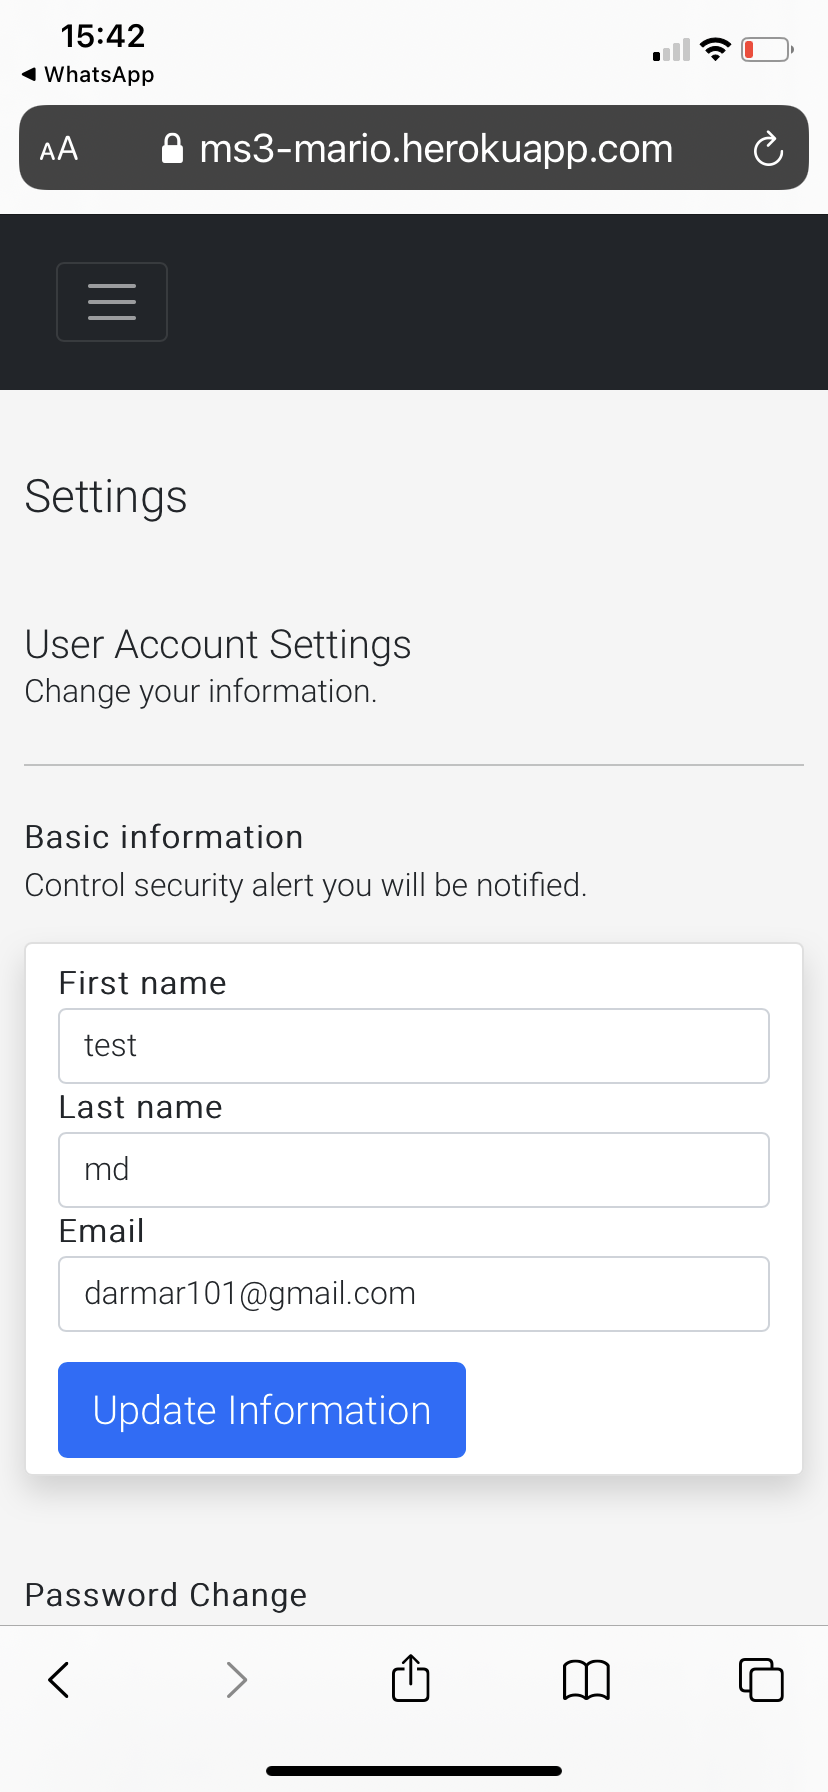 15:42
◀ WhatsApp
AA ms3-mario.herokuapp.com
Settings
User Account Settings
Change your information.
Basic information
Control security alert you will be notified.
First name
test
Last name
md
Email
darmar101@gmail.com
Update Information
Password Change